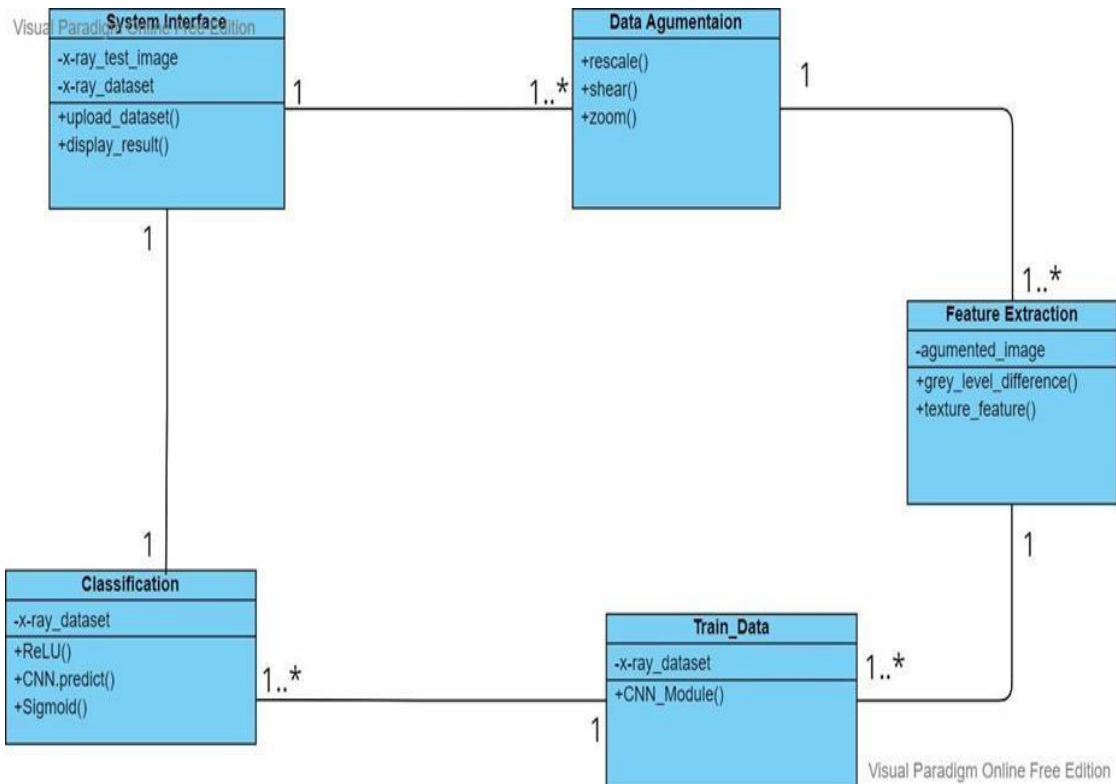 Visual Paradigm Online Free Edition
System Interface
-x-ray_test_image
-x-ray_dataset
+upload_dataset()
+display_result()
1
1..*
Data Agumentaion
+rescale()
+shear()
+zoom()
1
1..*
Feature Extraction
-agumented_image
+grey_level_difference()
+texture_feature()
1
1..*
Train_Data
-x-ray_dataset
+CNN_Module()
1
1..*
Classification
-x-ray_dataset
+ReLU()
+CNN.predict()
+Sigmoid()
1
1
Visual Paradigm Online Free Edition